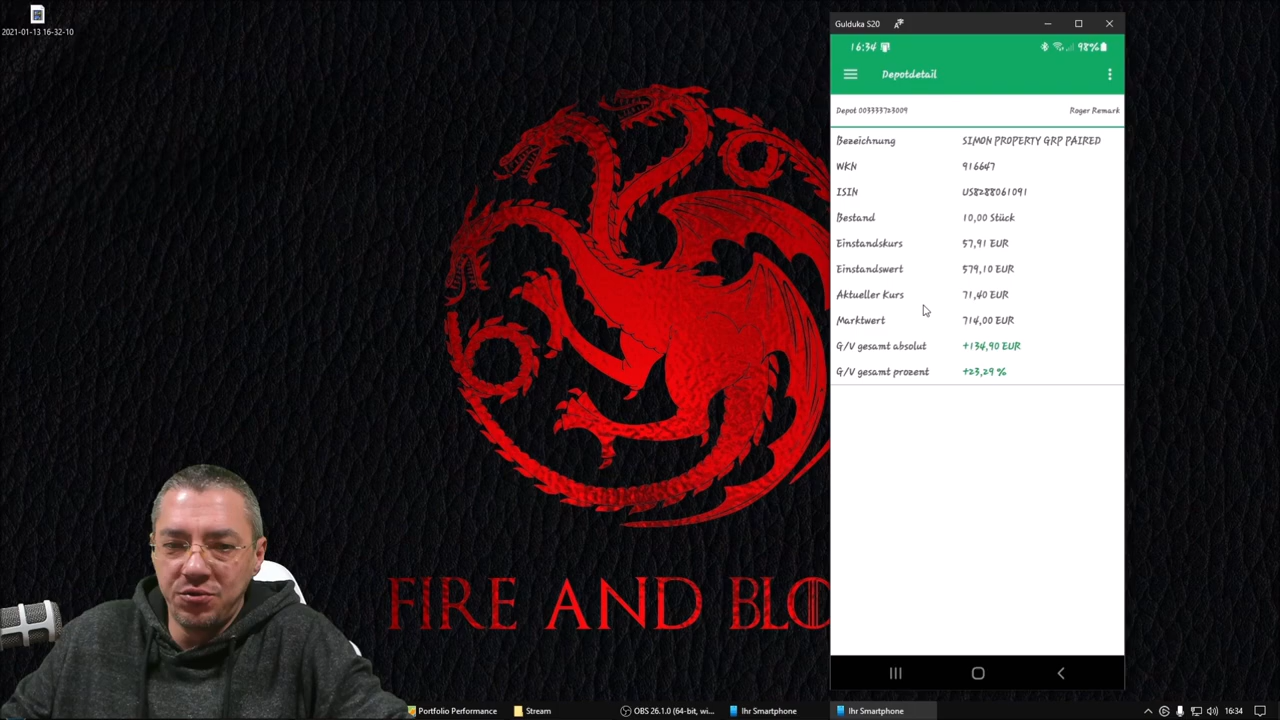 2021-01-13 16-32-10
Gulduka S20
16:34
98%
Depotdetail
Depot 003333723009
Roger Remark
Bezeichnung SIMON PROPERTY GRP PAIRED
WKN 916647
ISIN US8288061091
Bestand 10,00 Stück
Einstandskurs 57,91 EUR
Einstandswert 579,10 EUR
Aktueller Kurs 71,40 EUR
Marktwert 714,00 EUR
G/V gesamt absolut +134,90 EUR
G/V gesamt prozent +23,29 %
FIRE AND BLO
Portfolio Performance
Stream
OBS 26.1.0 (64-bit, wi...
Ihr Smartphone
Ihr Smartphone
16:34